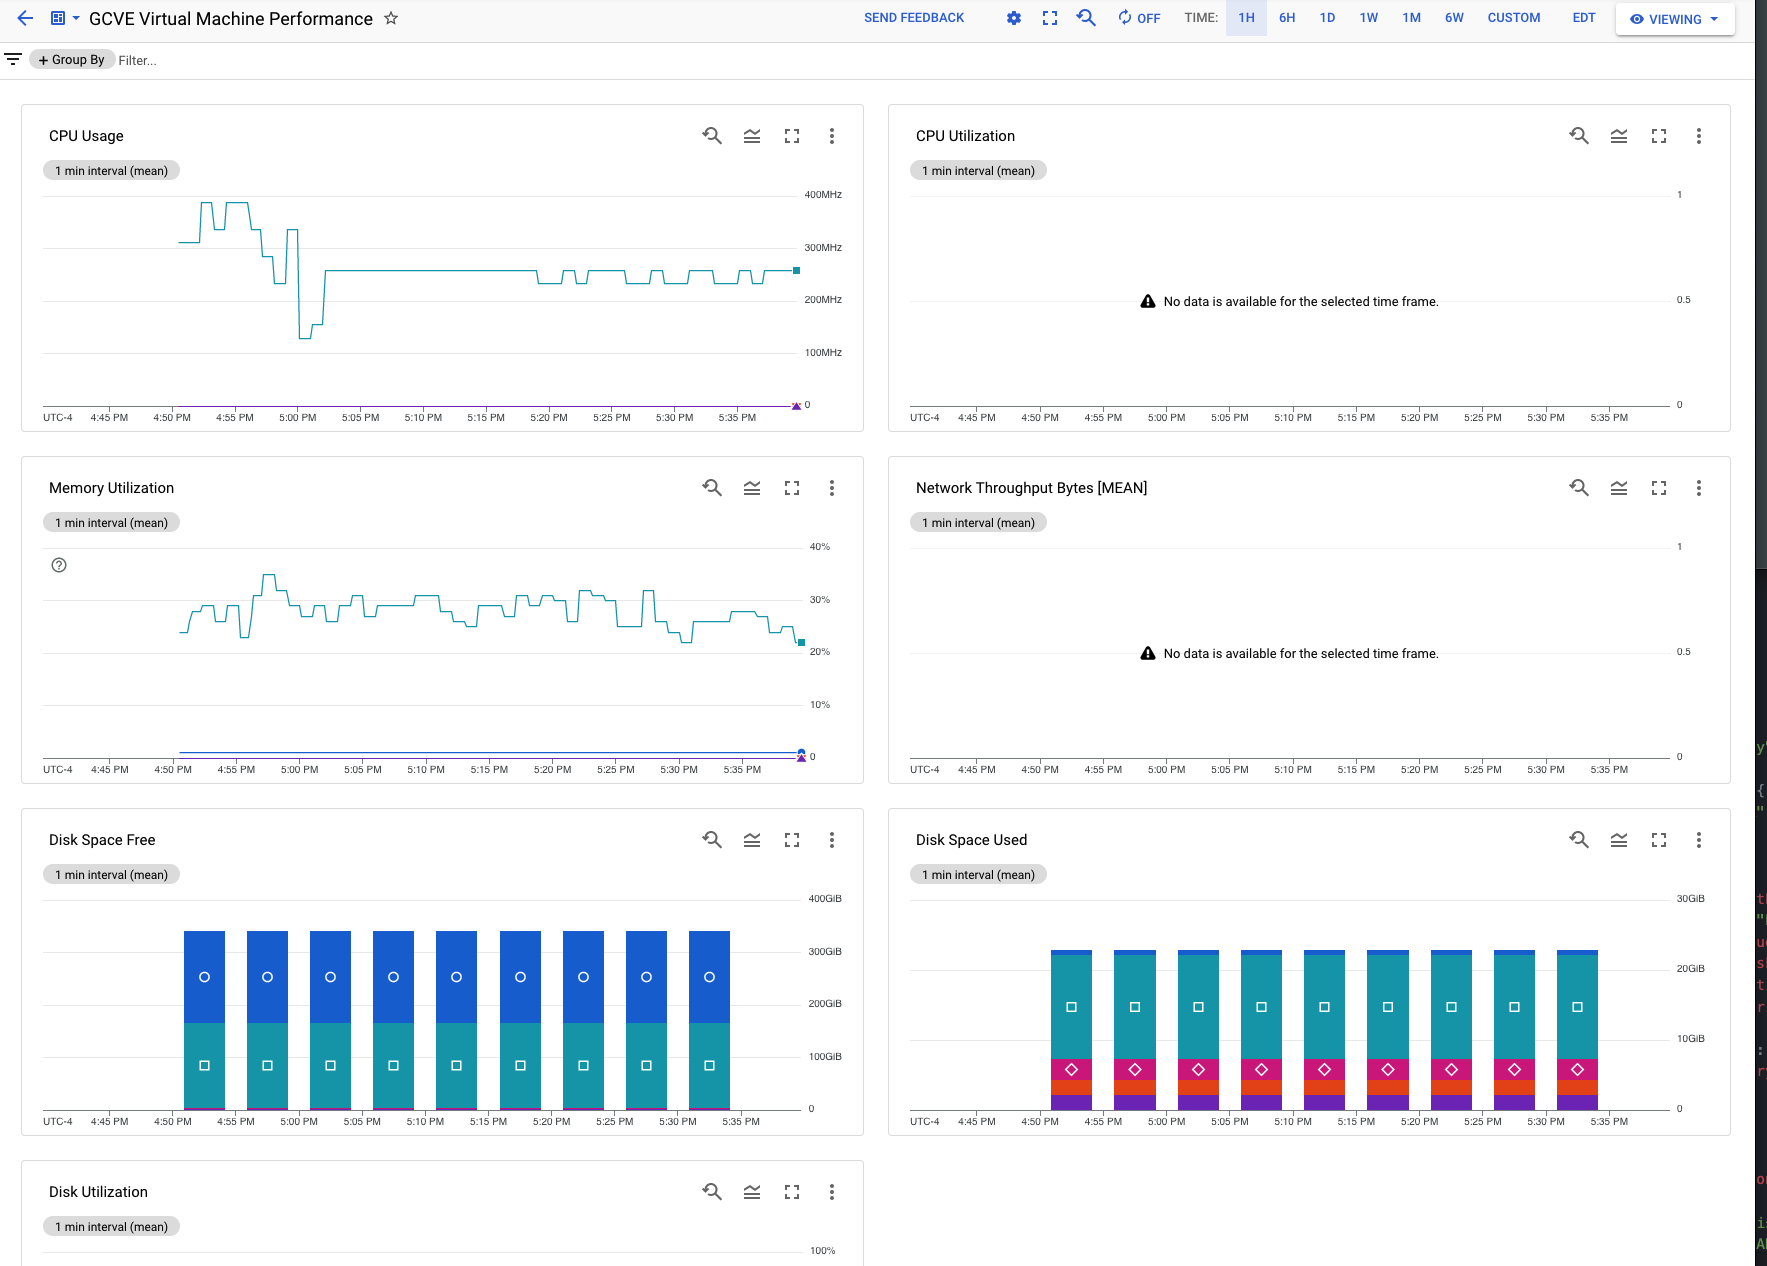 GCVE Virtual Machine Performance
SEND FEEDBACK
OFF
TIME:
1H
6H
1D
1W
1M
6W
CUSTOM
EDT
VIEWING
+ Group By
Filter...
CPU Usage
1 min interval (mean)
400MHz
300MHz
200MHz
100MHz
0
UTC-4 4:45 PM 4:50 PM 4:55 PM 5:00 PM 5:05 PM 5:10 PM 5:15 PM 5:20 PM 5:25 PM 5:30 PM 5:35 PM
CPU Utilization
1 min interval (mean)
1
No data is available for the selected time frame.
0.5
0
UTC-4 4:45 PM 4:50 PM 4:55 PM 5:00 PM 5:05 PM 5:10 PM 5:15 PM 5:20 PM 5:25 PM 5:30 PM 5:35 PM
Memory Utilization
1 min interval (mean)
40%
30%
20%
10%
0
UTC-4 4:45 PM 4:50 PM 4:55 PM 5:00 PM 5:05 PM 5:10 PM 5:15 PM 5:20 PM 5:25 PM 5:30 PM 5:35 PM
Network Throughput Bytes [MEAN]
1 min interval (mean)
1
No data is available for the selected time frame.
0.5
0
UTC-4 4:45 PM 4:50 PM 4:55 PM 5:00 PM 5:05 PM 5:10 PM 5:15 PM 5:20 PM 5:25 PM 5:30 PM 5:35 PM
Disk Space Free
1 min interval (mean)
400GiB
300GiB
200GiB
100GiB
0
UTC-4 4:45 PM 4:50 PM 4:55 PM 5:00 PM 5:05 PM 5:10 PM 5:15 PM 5:20 PM 5:25 PM 5:30 PM 5:35 PM
Disk Space Used
1 min interval (mean)
30GiB
20GiB
10GiB
0
UTC-4 4:45 PM 4:50 PM 4:55 PM 5:00 PM 5:05 PM 5:10 PM 5:15 PM 5:20 PM 5:25 PM 5:30 PM 5:35 PM
Disk Utilization
1 min interval (mean)
100%